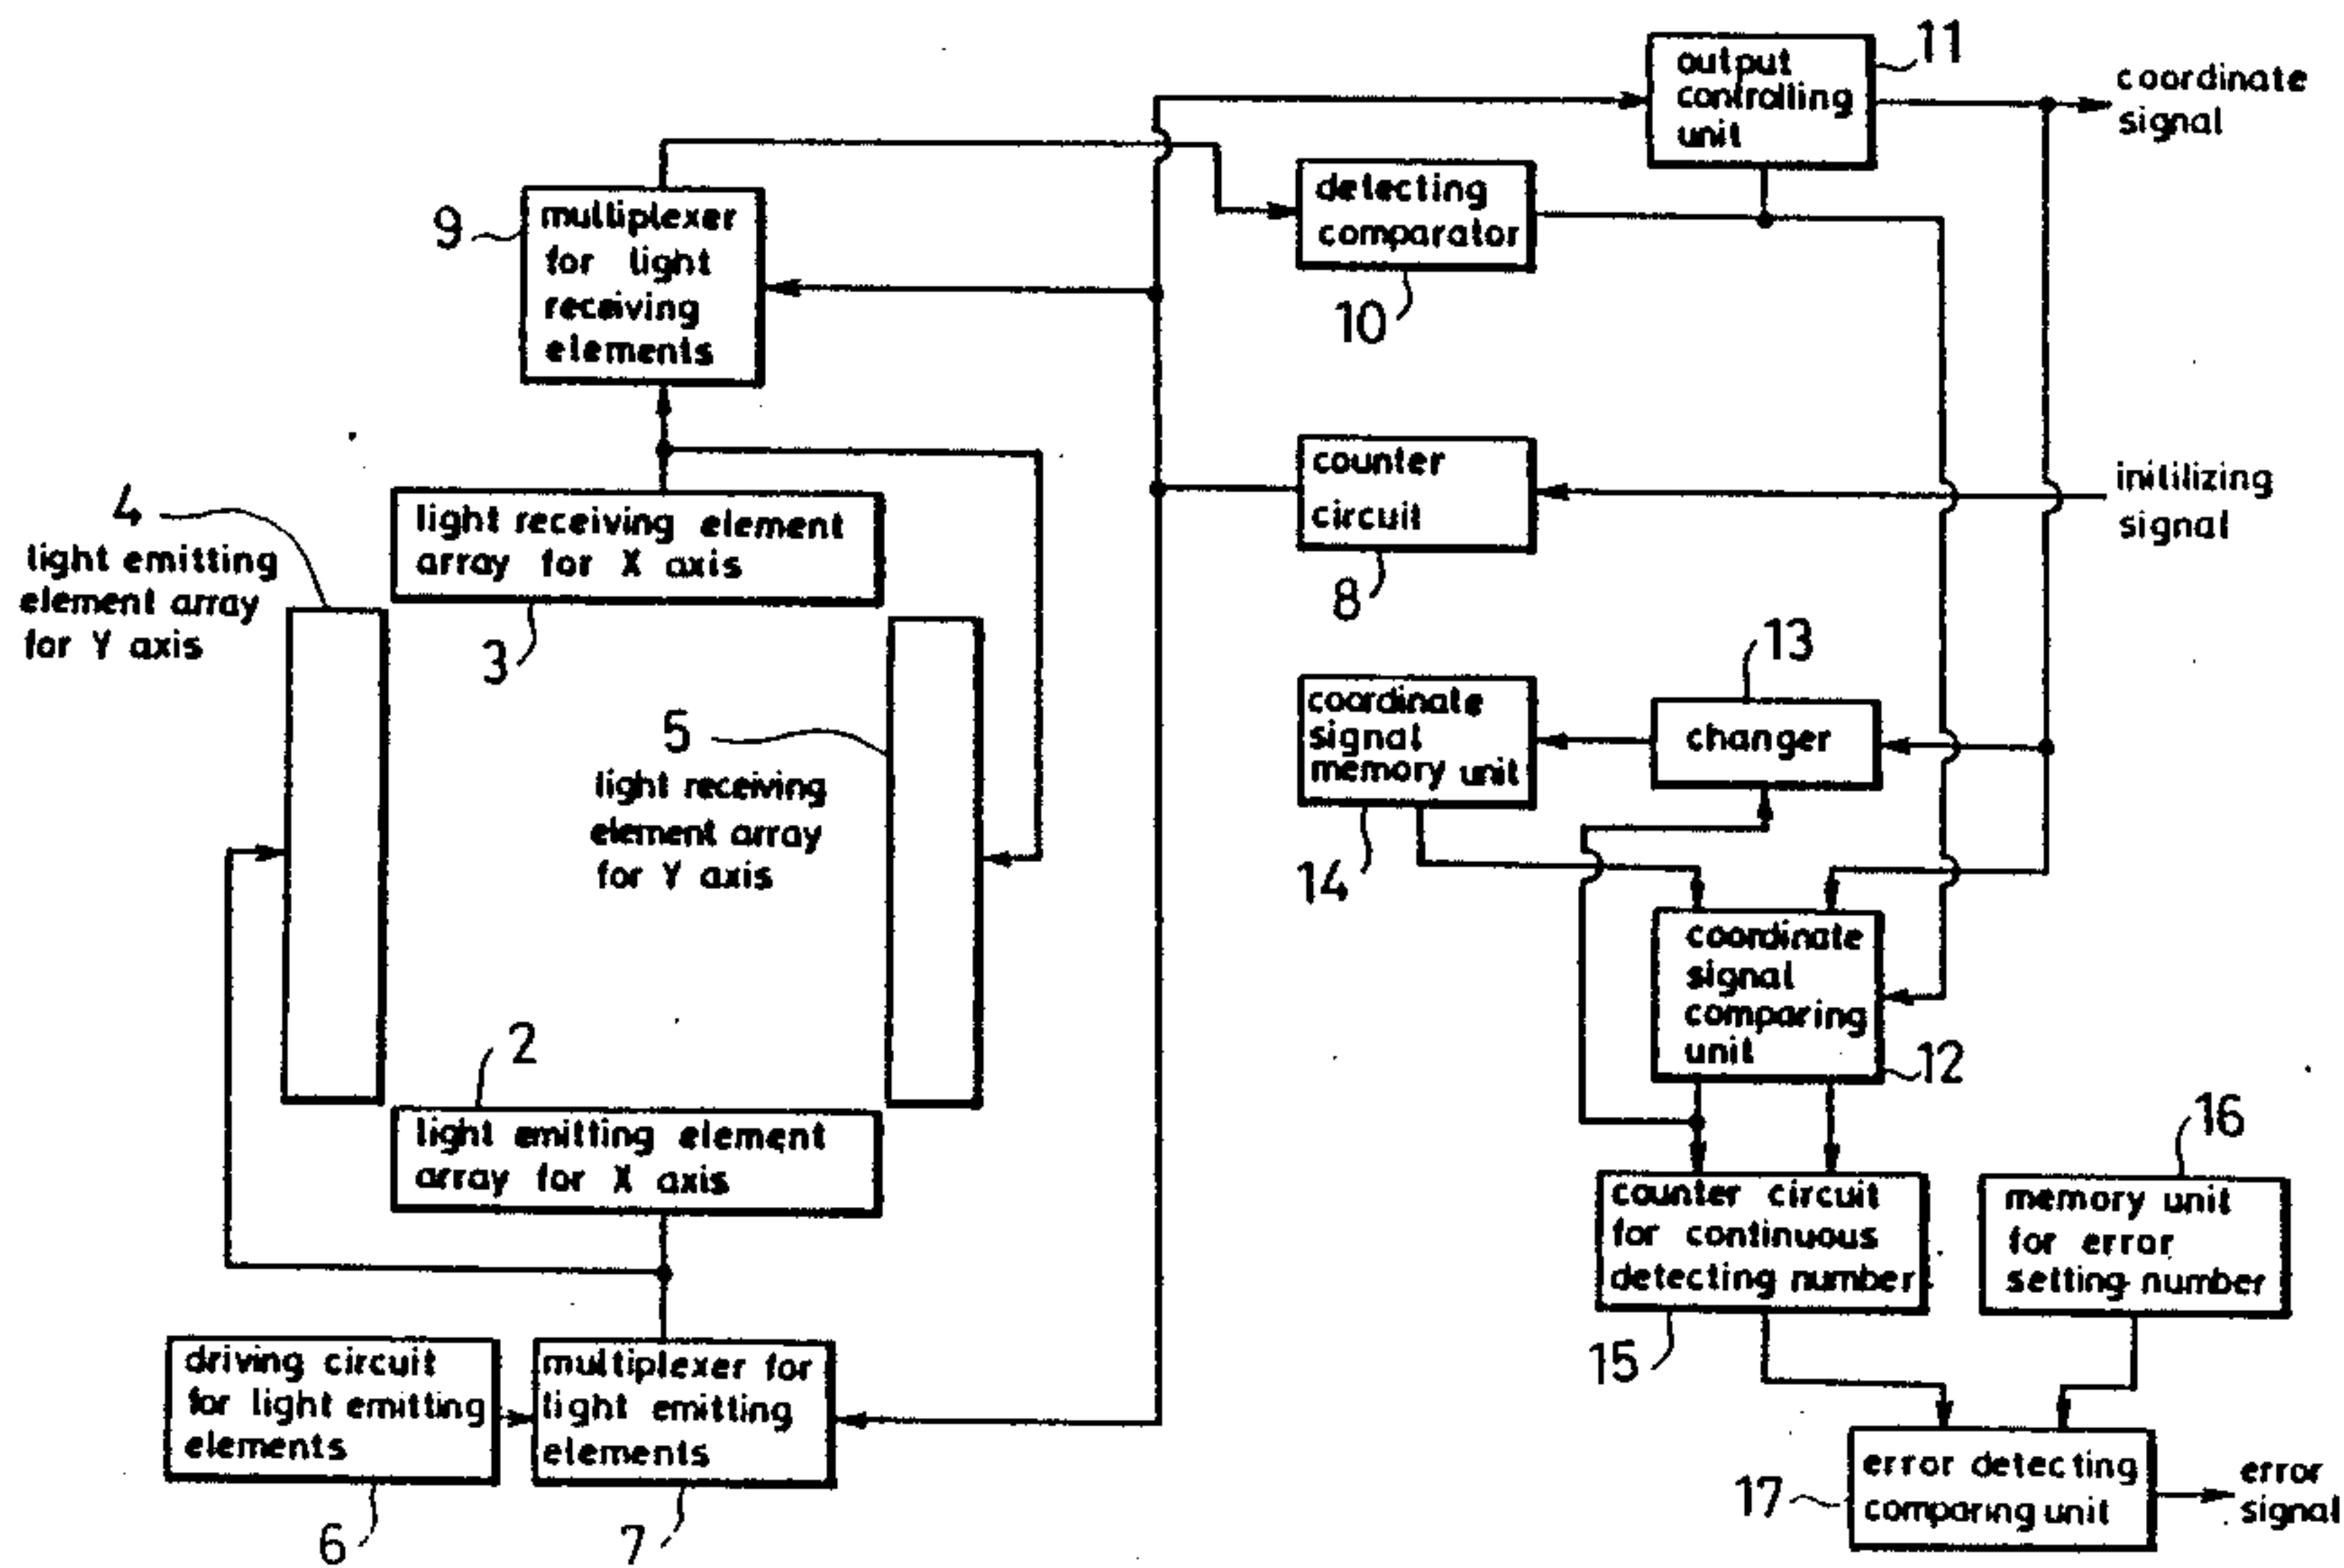 11
output
controlling
unit
coordinate
signal
9
multiplexer
for light
receiving
elements
detecting
comparator
10
counter
circuit
8
initilizing
signal
4
light emitting
element array
for Y axis
light receiving element
array for X axis
3
13
changer
coordinate
signal
memory unit
14
5
light receiving
element array
for Y axis
coordinate
signal
comparing
unit
12
2
light emitting element
array for X axis
counter circuit
for continuous
detecting number
15
16
memory unit
for error
setting number
driving circuit
for light emitting
elements
6
multiplexer for
light emitting
elements
7
17
error detecting
comparing unit
error
signal